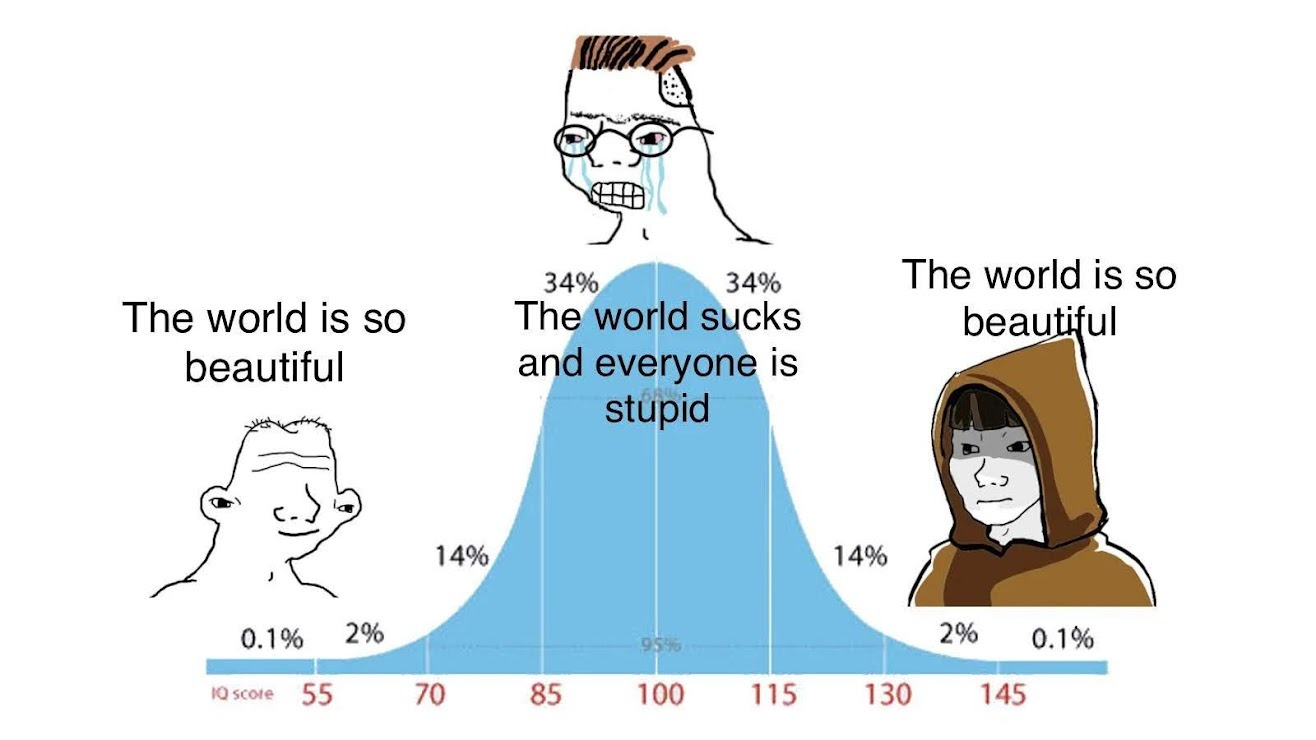 The world is so
beautiful
The world sucks
and everyone is
stupid
The world is so
beautiful
34%
34%
68%
14%
14%
0.1%
2%
95%
2%
0.1%
IQ score 55 70 85 100 115 130 145